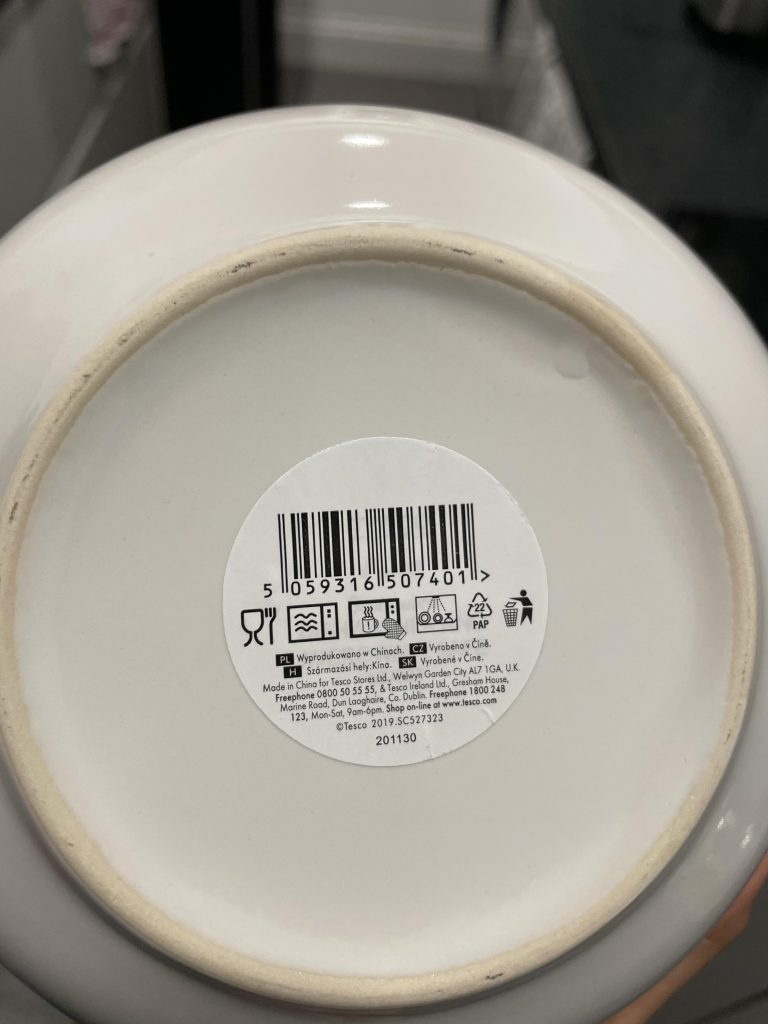 5 059316 507401 >
22
PAP
PL Wyprodukowano w Chinach. CZ Vyrobeno v Číně.
H Származási hely:Kína. SK Vyrobené v Číne.
Made in China for Tesco Stores Ltd., Welwyn Garden City AL7 1GA, U.K.
Freephone 0800 50 55 55, & Tesco Ireland Ltd., Gresham House,
Marine Road, Dun Laoghaire, Co. Dublin. Freephone 1800 248
123, Mon-Sat, 9am-6pm. Shop on-line at www.tesco.com
©Tesco 2019.SC527323
201130